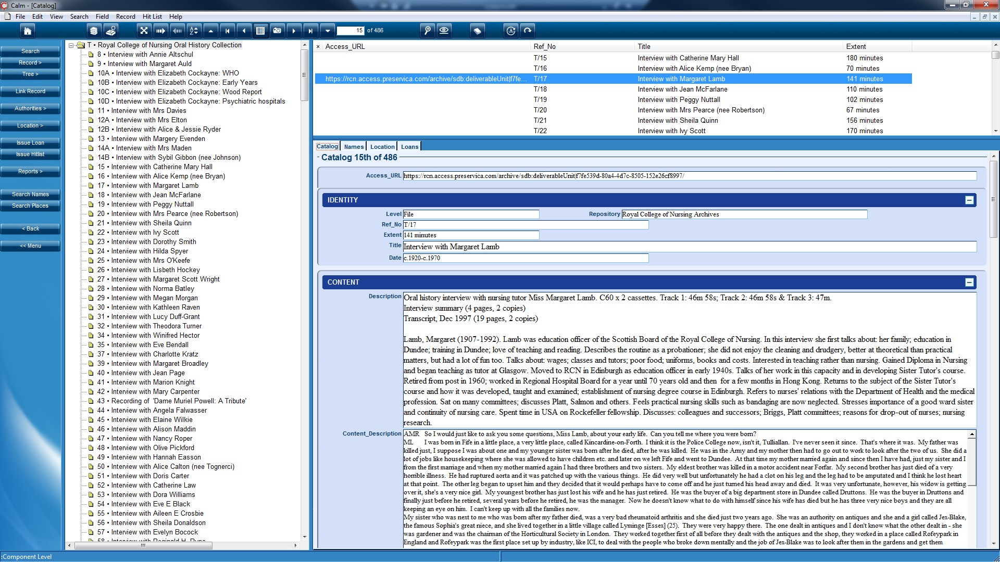 Calm - [Catalog]
File Edit View Search Field Record Hit List Help
15 of 486
Search
Record >
Tree >
Link Record
Authorities >
Location >
Issue Loan
Issue Hitlist
Reports >
Search Names
Search Places
< Back
<< Menu
T • Royal College of Nursing Oral History Collection
8 • Interview with Annie Altschul
9 • Interview with Margaret Auld
10A • Interview with Elizabeth Cockayne: WHO
10B • Interview with Elizabeth Cockayne: Early Years
10C • Interview with Elizabeth Cockayne: Wood Report
10D • Interview with Elizabeth Cockayne: Psychiatric hospitals
11 • Interview with Mrs Davies
12A • Interview with Mrs Elton
12B • Interview with Alice & Jessie Ryder
13 • Interview with Margery Evenden
14A • Interview with Mrs Maden
14B • Interview with Sybil Gibbon (nee Johnson)
15 • Interview with Catherine Mary Hall
16 • Interview with Alice Kemp (nee Bryan)
17 • Interview with Margaret Lamb
18 • Interview with Jean McFarlane
19 • Interview with Peggy Nuttall
20 • Interview with Mrs Pearce (nee Robertson)
21 • Interview with Sheila Quinn
22 • Interview with Ivy Scott
23 • Interview with Dorothy Smith
24 • Interview with Hilda Spyer
25 • Interview with Mrs O'Keefe
26 • Interview with Lisbeth Hockey
27 • Interview with Margaret Scott Wright
28 • Interview with Norma Batley
29 • Interview with Megan Morgan
30 • Interview with Kathleen Raven
31 • Interview with Lucy Duff-Grant
32 • Interview with Theodora Turner
34 • Interview with Winifred Hector
35 • Interview with Eve Bendall
37 • Interview with Charlotte Kratz
39 • Interview with Margaret Broadley
40 • Interview with Jean Page
41 • Interview with Marion Knight
42 • Interview with Mary Carpenter
43 • Recording of 'Dame Muriel Powell: A Tribute'
44 • Interview with Angela Falwasser
45 • Interview with Elaine Wilkie
46 • Interview with Alison Maddin
47 • Interview with Nancy Roper
48 • Interview with Olive Pickford
49 • Interview with Hannah Easson
50 • Interview with Alice Calton (nee Tognerci)
51 • Interview with Doris Carter
52 • Interview with Catherine Law
53 • Interview with Dora Williams
54 • Interview with Eve E Black
55 • Interview with Aileen E Crosbie
56 • Interview with Sheila Donaldson
57 • Interview with Evelyn Bocock
58 • Interview with Reginald H
× Access_URL Ref_No Title Extent
T/15 Interview with Catherine Mary Hall 180 minutes
T/16 Interview with Alice Kemp (nee Bryan) 70 minutes
https://rcn.access.preservica.com/archive/sdb:deliverableUnit|f7fe... T/17 Interview with Margaret Lamb 141 minutes
T/18 Interview with Jean McFarlane 110 minutes
T/19 Interview with Peggy Nuttall 102 minutes
T/20 Interview with Mrs Pearce (nee Robertson) 67 minutes
T/21 Interview with Sheila Quinn 156 minutes
T/22 Interview with Ivy Scott 170 minutes
Catalog Names Location Loans
Catalog 15th of 486
Access_URL https://rcn.access.preservica.com/archive/sdb:deliverableUnit|f7fe539d-80a4-4d7c-8505-152e26cf8997/
IDENTITY
Level File Repository Royal College of Nursing Archives
Ref_No T/17
Extent 141 minutes
Title Interview with Margaret Lamb
Date c.1920-c.1970
CONTENT
Description Oral history interview with nursing tutor Miss Margaret Lamb. C60 x 2 cassettes. Track 1: 46m 58s; Track 2: 46m 58s & Track 3: 47m.
Interview summary (4 pages, 2 copies)
Transcript, Dec 1997 (19 pages, 2 copies)
Lamb, Margaret (1907-1992). Lamb was education officer of the Scottish Board of the Royal College of Nursing. In this interview she first talks about: her family; education in
Dundee; training in Dundee; love of teaching and reading. Describes the routine as a probationer; she did not enjoy the cleaning and drudgery, better at theoretical than practical
matters, but had a lot of fun too. Talks about: wages; classes and tutors; poor food; uniforms, books and costs. Interested in teaching rather than nursing. Gained Diploma in Nursing
and began teaching as tutor at Glasgow. Moved to RCN in Edinburgh as education officer in early 1940s. Talks of her work in this capacity and in developing Sister Tutor's course.
Retired from post in 1960; worked in Regional Hospital Board for a year until 70 years old and then for a few months in Hong Kong. Returns to the subject of the Sister Tutor's
course and how it was developed, taught and examined; establishment of nursing degree course in Edinburgh. Refers to nurses' relations with the Department of Health and the medical
profession. Sat on many committees; discusses Platt, Salmon and others. Feels practical nursing skills such as bandaging are now neglected. Stresses importance of a good ward sister
and continuity of nursing care. Spent time in USA on Rockefeller fellowship. Discusses: colleagues and successors; Briggs, Platt committees; reasons for drop-out of nurses; nursing
research.
Content_Description AMR So I would just like to ask you some questions, Miss Lamb, about your early life. Can you tell me where you were born?
ML I was born in Fife in a little place, a very little place, called Kincardine-on-Forth. I think it is the Police College now, isn't it, Tulliallan. I've never seen it since. That's where it was. My father was
killed just, I suppose I was about one and my younger sister was born after he died, after he was killed. He was in the Army and my mother then had to go out to work to look after the two of us. She did a
lot of jobs like housekeeping where she was allowed to have children etc. and later on we left Fife and went to Dundee. At that time my mother married again and since then I have had, just my sister and I
from the first marriage and when my mother married again I had three brothers and two sisters. My eldest brother was killed in a motor accident near Forfar. My second brother has just died of a very
horrible illness. He had ruptured aorta and it was patched up with the various things. He did very well but unfortunately he had a clot on his leg and the leg had to be amputated and I think he lost heart
at that point. The other leg began to upset him and they decided that it would perhaps have to come off and he just turned his head away and died. It was very unfortunate, however, his widow is getting
over it, she's a very nice girl. My youngest brother has just lost his wife and he has just retired. He was the buyer of a big department store in Dundee called Druttons. He was the buyer in Druttons and
finally just before he retired, several years before he retired, he was the manager. Now he doesn't know what to do with himself since his wife has died but he has three very nice boys and they are all
keeping an eye on him. I can't keep up with all the families now.
My sister who was next to me who was born after my father died, was a very bad rheumatoid arthritis and she died just two years ago. She was an authority on antiques and she and a girl called Jex-Blake,
the famous Sophia's great niece, and she lived together in a little village called Lyminge [Essex] (25). They were very happy there. The one dealt in antiques and I don't know what the other dealt in - she
was gardener and was the chairman of the Horticultural Society in London. They worked together first of all before they dealt with the antiques and the shop, they worked in a place called Rofeypark in
England and Rofeypark was the first place set up by industry, like ICI, to deal with the people who broke down mentally and the job of Jex-Blake was to look after them in the gardens and get them
:Component Level